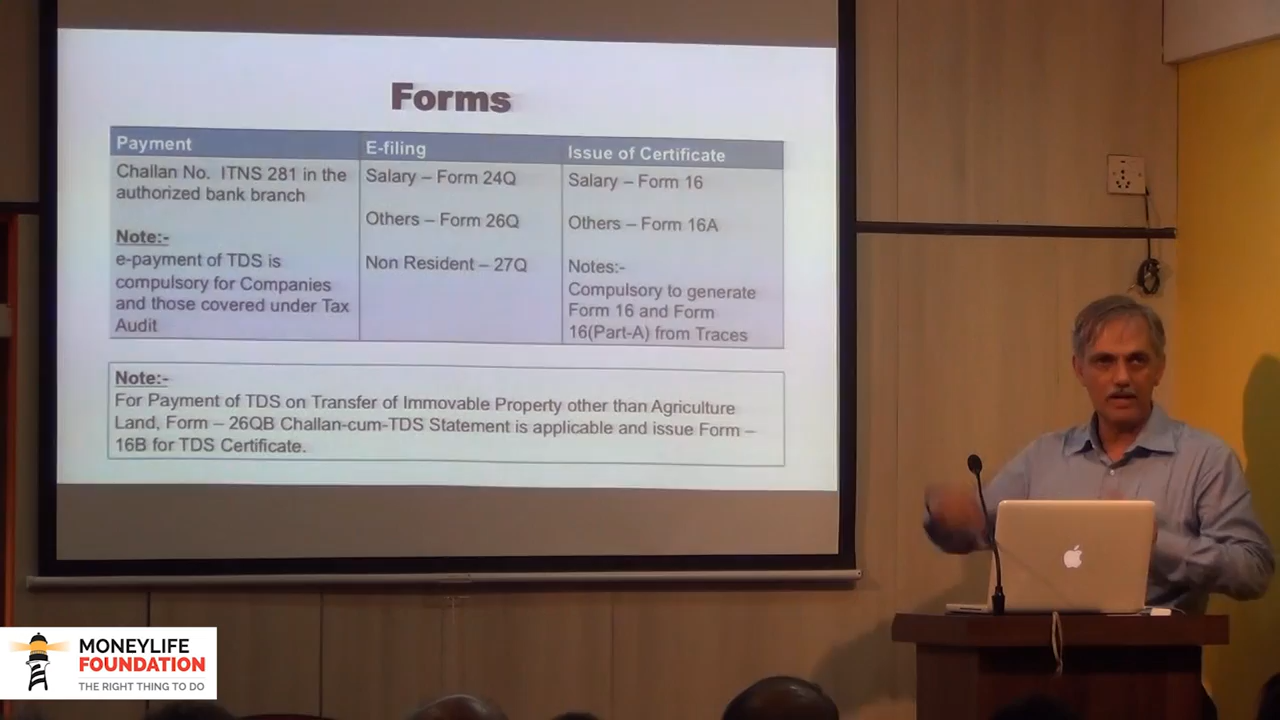 Forms
Payment
Challan No. ITNS 281 in the
authorized bank branch
Note:-
e-payment of TDS is
compulsory for Companies
and those covered under Tax
Audit
E-filing
Salary – Form 24Q
Others – Form 26Q
Non Resident – 27Q
Issue of Certificate
Salary – Form 16
Others – Form 16A
Notes:-
Compulsory to generate
Form 16 and Form
16(Part-A) from Traces
Note:-
For Payment of TDS on Transfer of Immovable Property other than Agriculture
Land, Form – 26QB Challan-cum-TDS Statement is applicable and issue Form –
16B for TDS Certificate.
MONEYLIFE
FOUNDATION
THE RIGHT THING TO DO